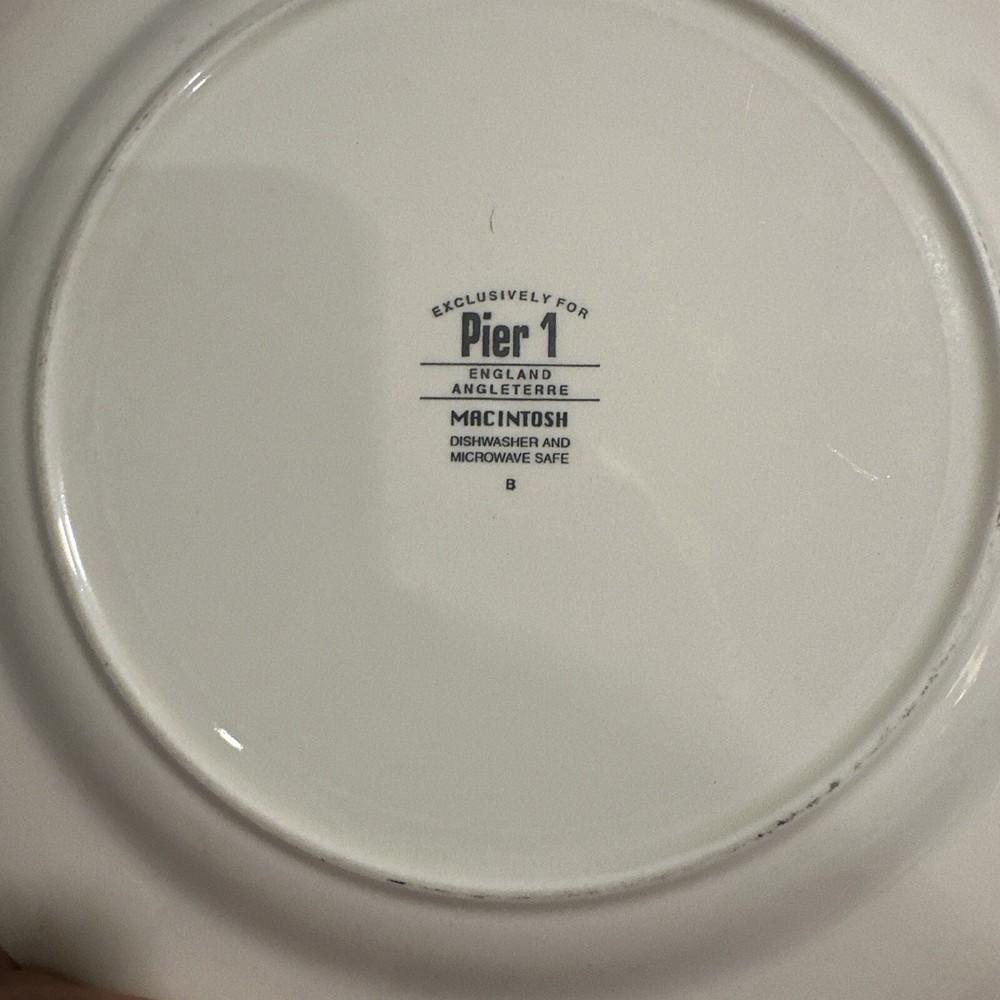 EXCLUSIVELY FOR
Pier 1
ENGLAND
ANGLETERRE
MACINTOSH
DISHWASHER AND
MICROWAVE SAFE
B